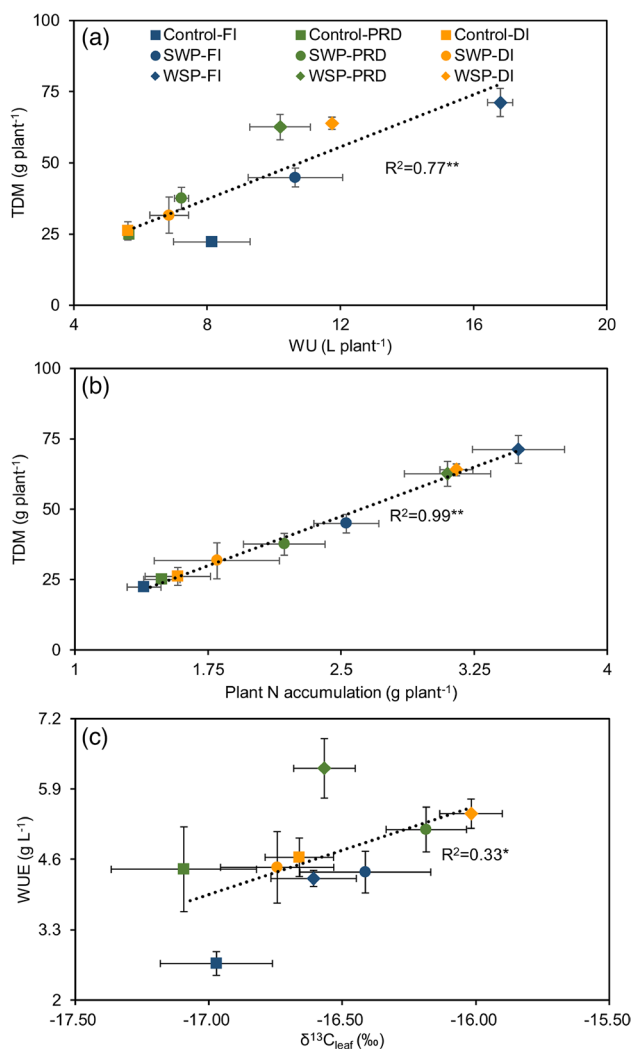 (a)
Control-FI Control-PRD Control-DI
SWP-FI SWP-PRD SWP-DI
WSP-FI WSP-PRD WSP-DI
100
75
50
25
0
TDM (g plant⁻¹)
R²=0.77**
4 8 12 16 20
WU (L plant⁻¹)
(b)
100
75
50
25
0
TDM (g plant⁻¹)
R²=0.99**
1 1.75 2.5 3.25 4
Plant N accumulation (g plant⁻¹)
(c)
7.2
5.9
4.6
3.3
2
WUE (g L⁻¹)
R²=0.33*
-17.50 -17.00 -16.50 -16.00 -15.50
δ¹³Cleaf (‰)